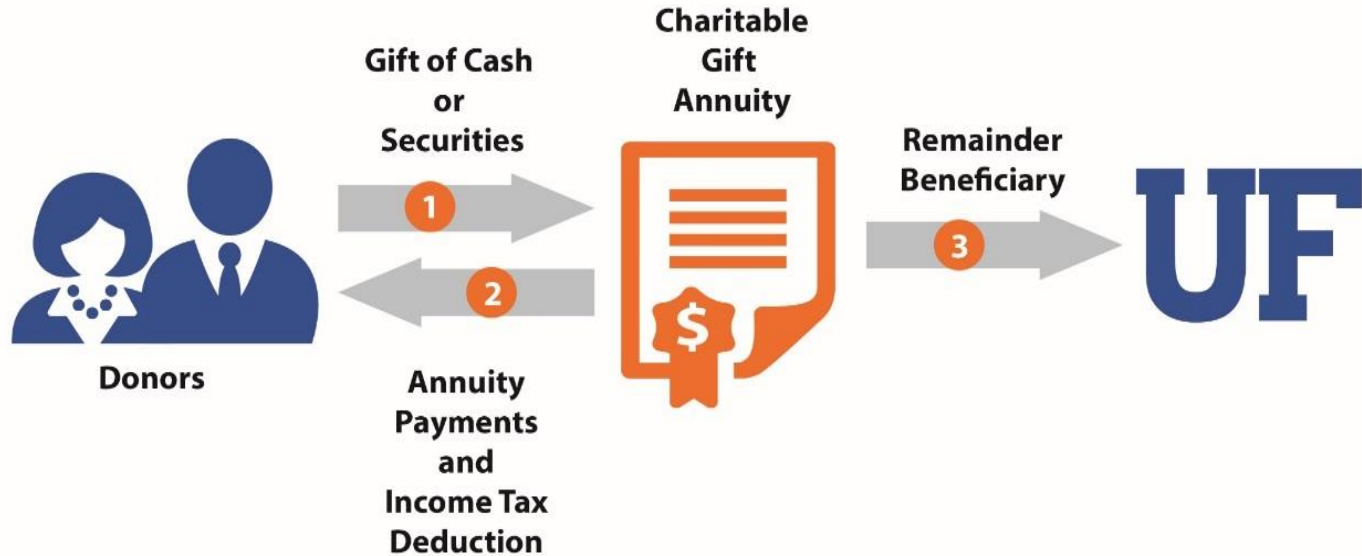 Gift of Cash
or
Securities
1
Charitable
Gift
Annuity
$
Remainder
Beneficiary
3
UF
2
Donors
Annuity
Payments
and
Income Tax
Deduction